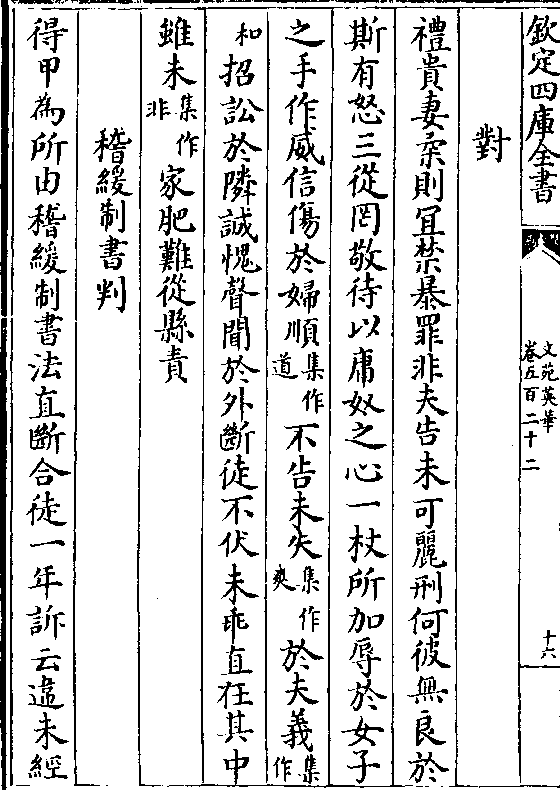 欽定四庫全書
文苑英華
卷五百二十二
十六
對
禮貴妻柔則冝禁暴罪非夫告未可麗刑何彼無良於
斯有怒三從罔敬待以庸奴之心一杖所加辱於女子
之手作威信傷於婦順集作道不告未失集作爽於夫義集作
和招訟於隣誠愧聲聞於外斷徒不伏未乖直在其中
雖未集作非家肥難從縣責
稽緩制書判
得甲為所由稽緩制書法直斷合徒一年訴云違未經